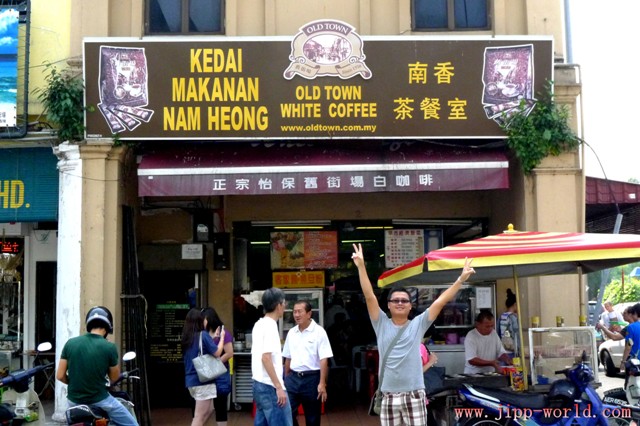 OLD TOWN
KEDAI
MAKANAN
NAM HEONG
OLD TOWN
WHITE COFFEE
www.oldtown.com.my
南香
茶餐室
正宗怡保舊街場白咖啡
HD.
www.jipp-world.com